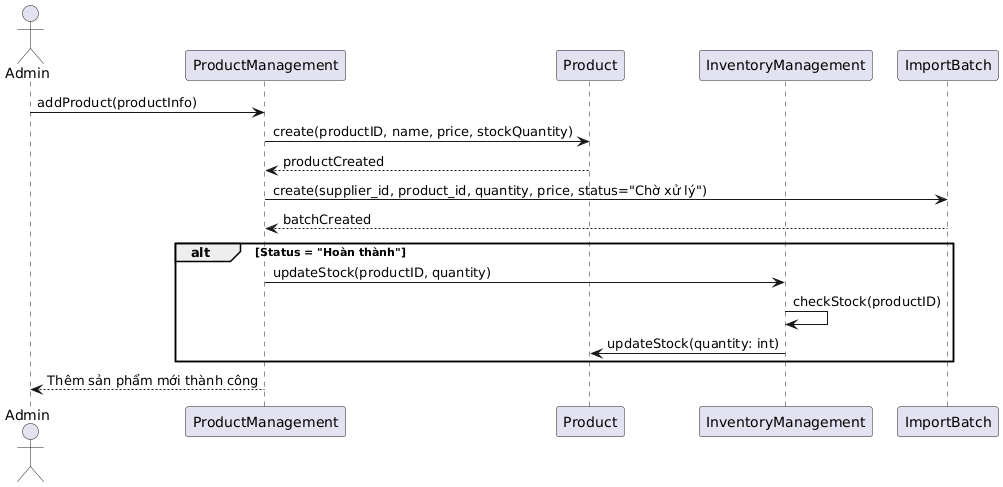 Admin
ProductManagement
Product
InventoryManagement
ImportBatch
addProduct(productInfo)
create(productID, name, price, stockQuantity)
productCreated
create(supplier_id, product_id, quantity, price, status="Chờ xử lý")
batchCreated
alt
[Status = "Hoàn thành"]
updateStock(productID, quantity)
checkStock(productID)
updateStock(quantity: int)
Thêm sản phẩm mới thành công
Admin
ProductManagement
Product
InventoryManagement
ImportBatch